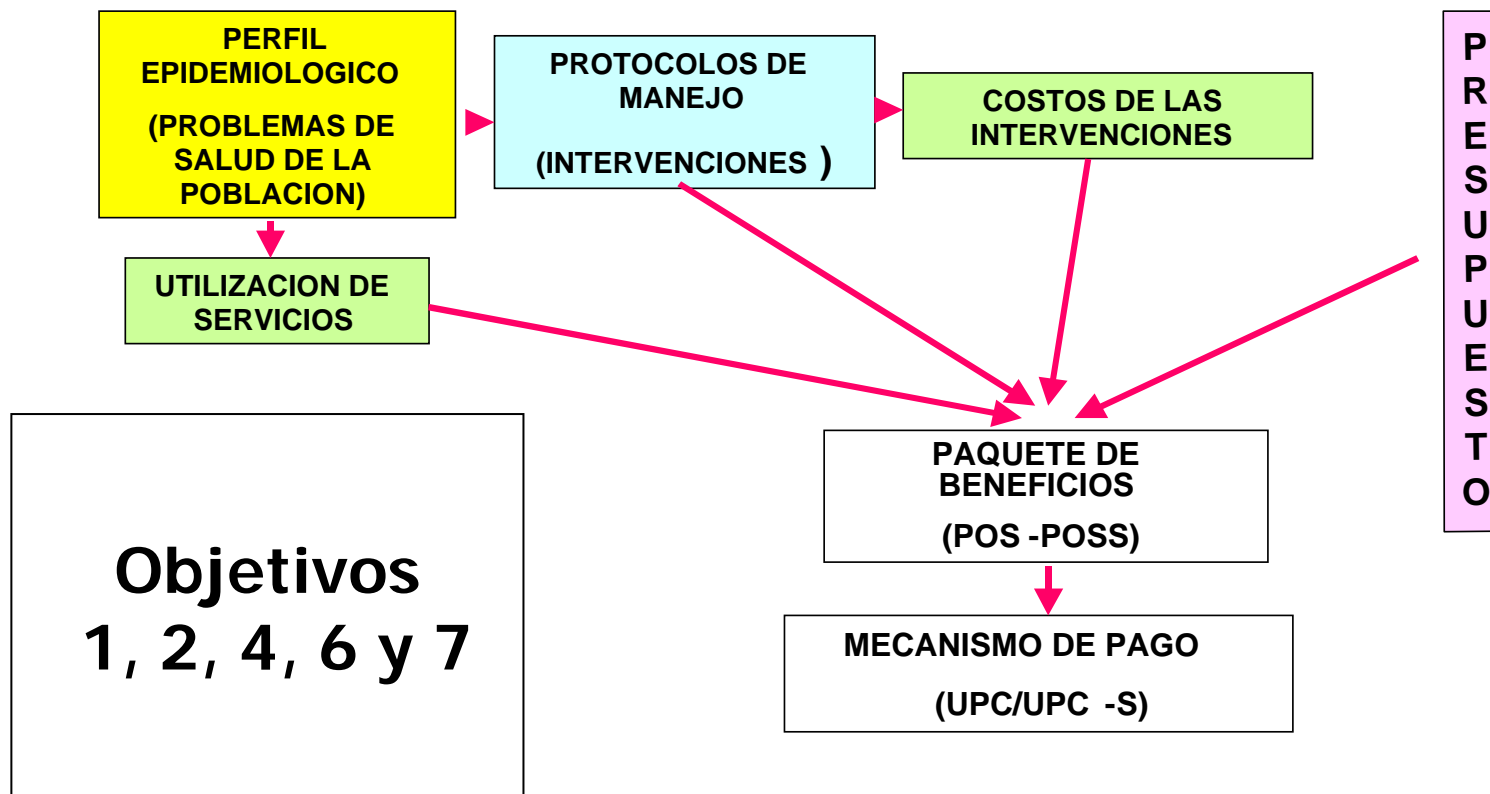 PERFIL
EPIDEMIOLOGICO
(PROBLEMAS DE
SALUD DE LA
POBLACION)
PROTOCOLOS DE
MANEJO
(INTERVENCIONES )
COSTOS DE LAS
INTERVENCIONES
P
R
E
S
U
P
U
E
S
T
O
UTILIZACION DE
SERVICIOS
PAQUETE DE
BENEFICIOS
(POS -POSS)
MECANISMO DE PAGO
(UPC/UPC -S)
Objetivos
1, 2, 4, 6 y 7